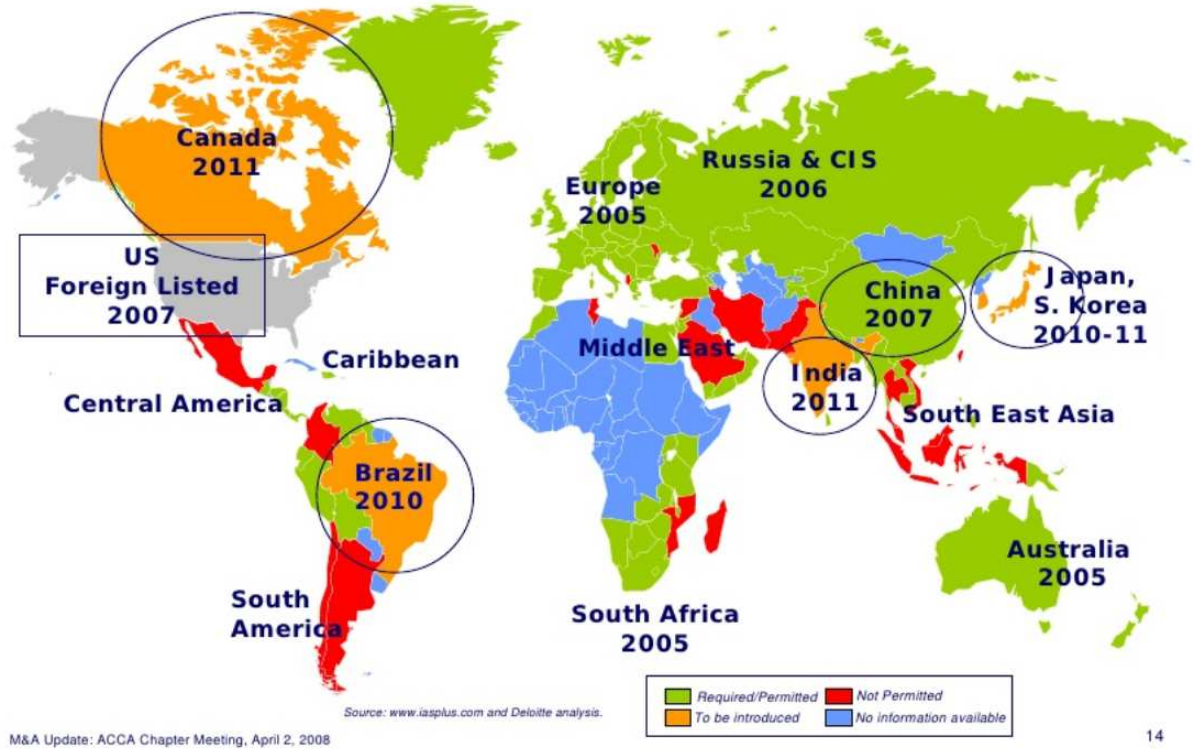 Canada
2011
Russia & CIS
2006
Europe
2005
US
Foreign Listed
2007
China
2007
Japan,
S. Korea
2010-11
Caribbean
Middle East
India
2011
Central America
South East Asia
Brazil
2010
Australia
2005
South
America
South Africa
2005
Required/Permitted
Not Permitted
To be introduced
No information available
Source: www.iasplus.com and Deloitte analysis.
M&A Update: ACCA Chapter Meeting, April 2, 2008
14